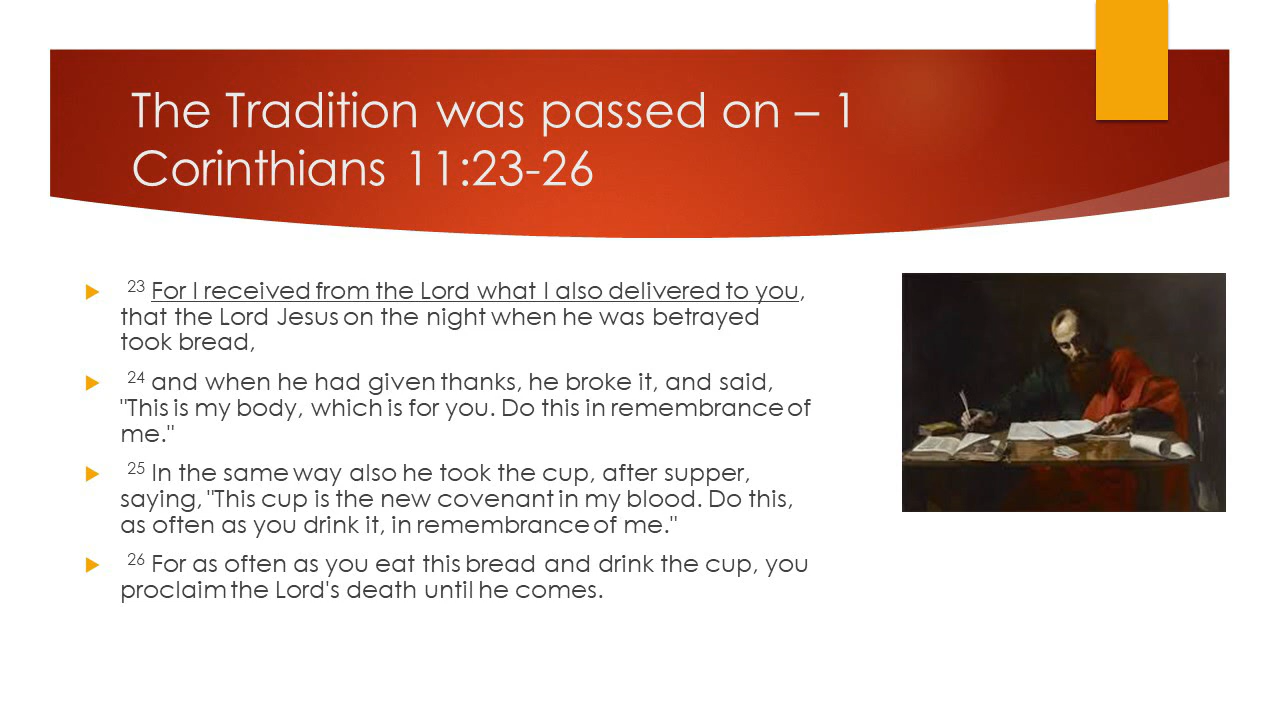 The Tradition was passed on – 1
Corinthians 11:23-26
23 For I received from the Lord what I also delivered to you,
that the Lord Jesus on the night when he was betrayed
took bread,
24 and when he had given thanks, he broke it, and said,
"This is my body, which is for you. Do this in remembrance of
me."
25 In the same way also he took the cup, after supper,
saying, "This cup is the new covenant in my blood. Do this,
as often as you drink it, in remembrance of me."
26 For as often as you eat this bread and drink the cup, you
proclaim the Lord's death until he comes.